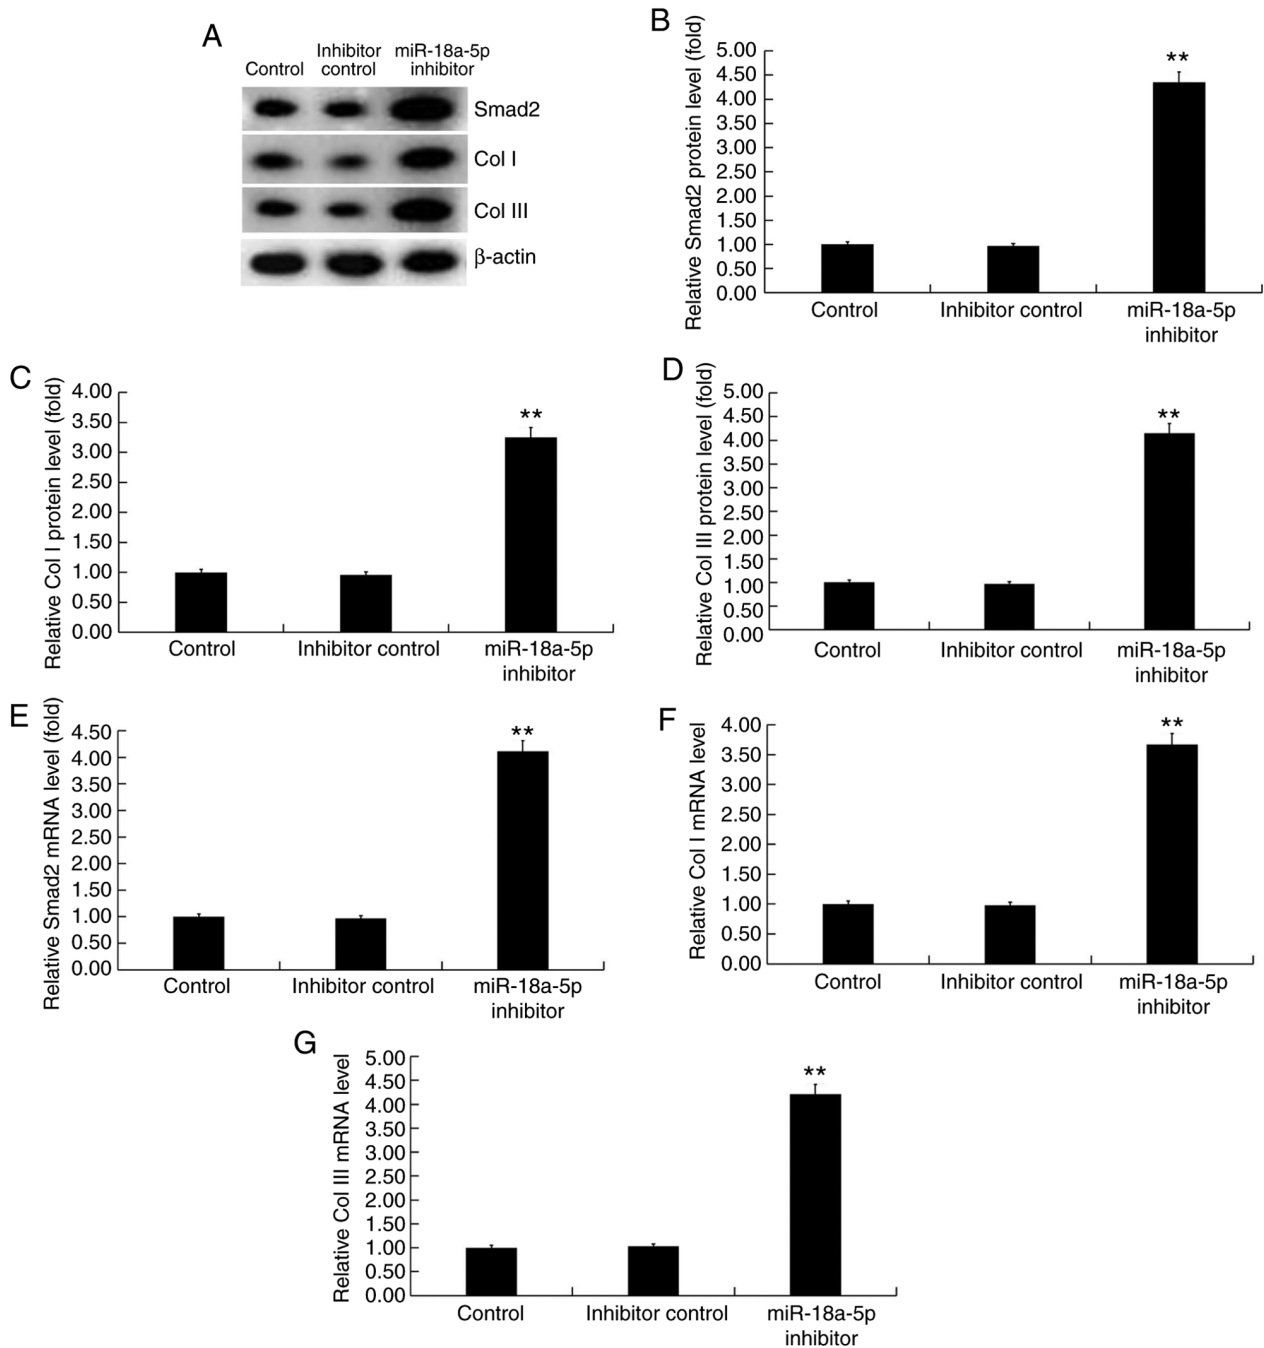 A
Control
Inhibitor
control
miR-18a-5p
inhibitor
Smad2
Col I
Col III
β-actin
B
Relative Smad2 protein level (fold)
5.00
4.50
4.00
3.50
3.00
2.50
2.00
1.50
1.00
0.50
0.00
**
Control
Inhibitor control
miR-18a-5p
inhibitor
C
Relative Col I protein level (fold)
4.00
3.50
3.00
2.50
2.00
1.50
1.00
0.50
0.00
**
Control
Inhibitor control
miR-18a-5p
inhibitor
D
Relative Col III protein level (fold)
5.00
4.50
4.00
3.50
3.00
2.50
2.00
1.50
1.00
0.50
0.00
**
Control
Inhibitor control
miR-18a-5p
inhibitor
E
Relative Smad2 mRNA level (fold)
4.50
4.00
3.50
3.00
2.50
2.00
1.50
1.00
0.50
0.00
**
Control
Inhibitor control
miR-18a-5p
inhibitor
F
Relative Col I mRNA level
4.00
3.50
3.00
2.50
2.00
1.50
1.00
0.50
0.00
**
Control
Inhibitor control
miR-18a-5p
inhibitor
G
Relative Col III mRNA level
5.00
4.50
4.00
3.50
3.00
2.50
2.00
1.50
1.00
0.50
0.00
**
Control
Inhibitor control
miR-18a-5p
inhibitor